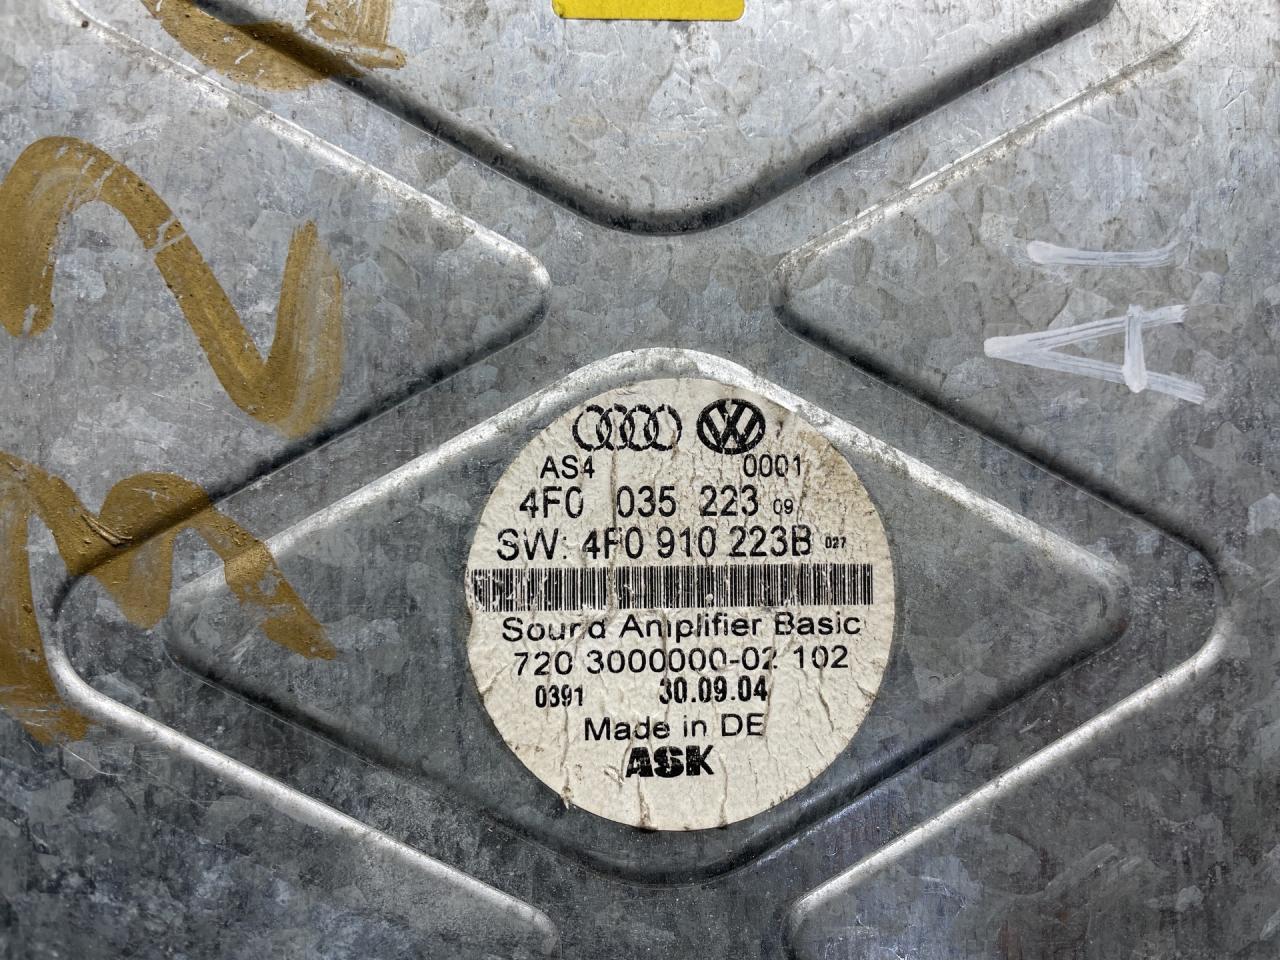 AS4 0001
4F0 035 223 09
SW: 4F0 910 223B 027
Sound Amplifier Basic
720 3000000-02 102
0391 30.09.04
Made in DE
ASK